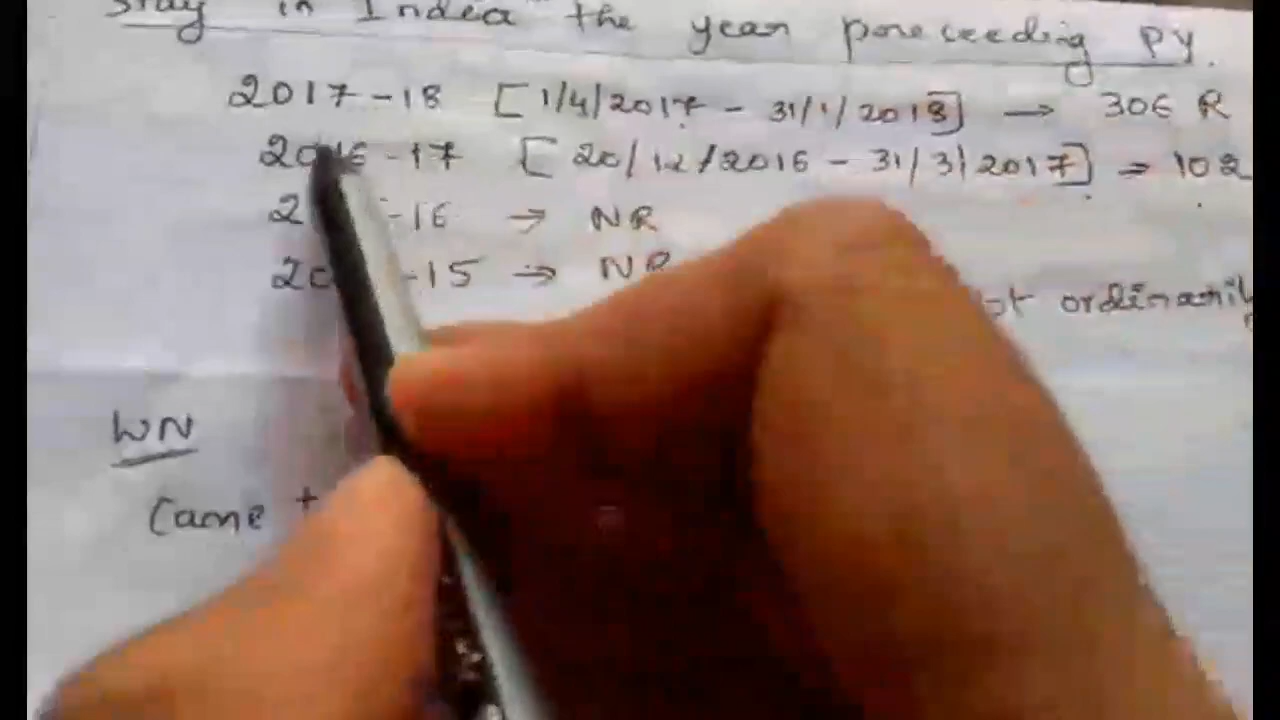 Stay in India the year preceeding PY.
2017-18 [1/4/2017 - 31/1/2018] → 306 R
2016-17 [20/12/2016 - 31/3/2017] ⇒ 102
-16 → NR
-15 ⇒ NR
ordinarily
WN
Came